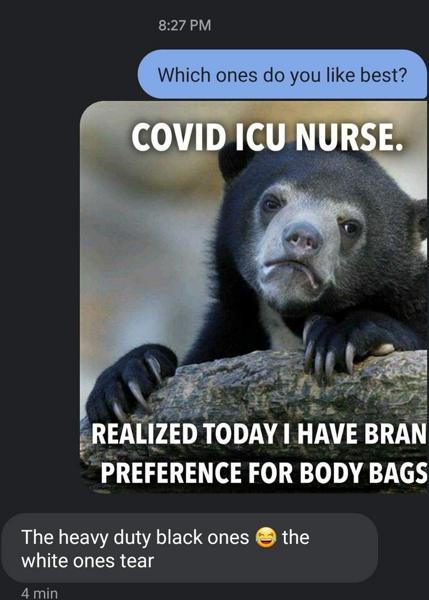 8:27 PM
Which ones do you like best?
COVID ICU NURSE.
REALIZED TODAY I HAVE BRAN
PREFERENCE FOR BODY BAGS
The heavy duty black ones 😂 the
white ones tear
4 min